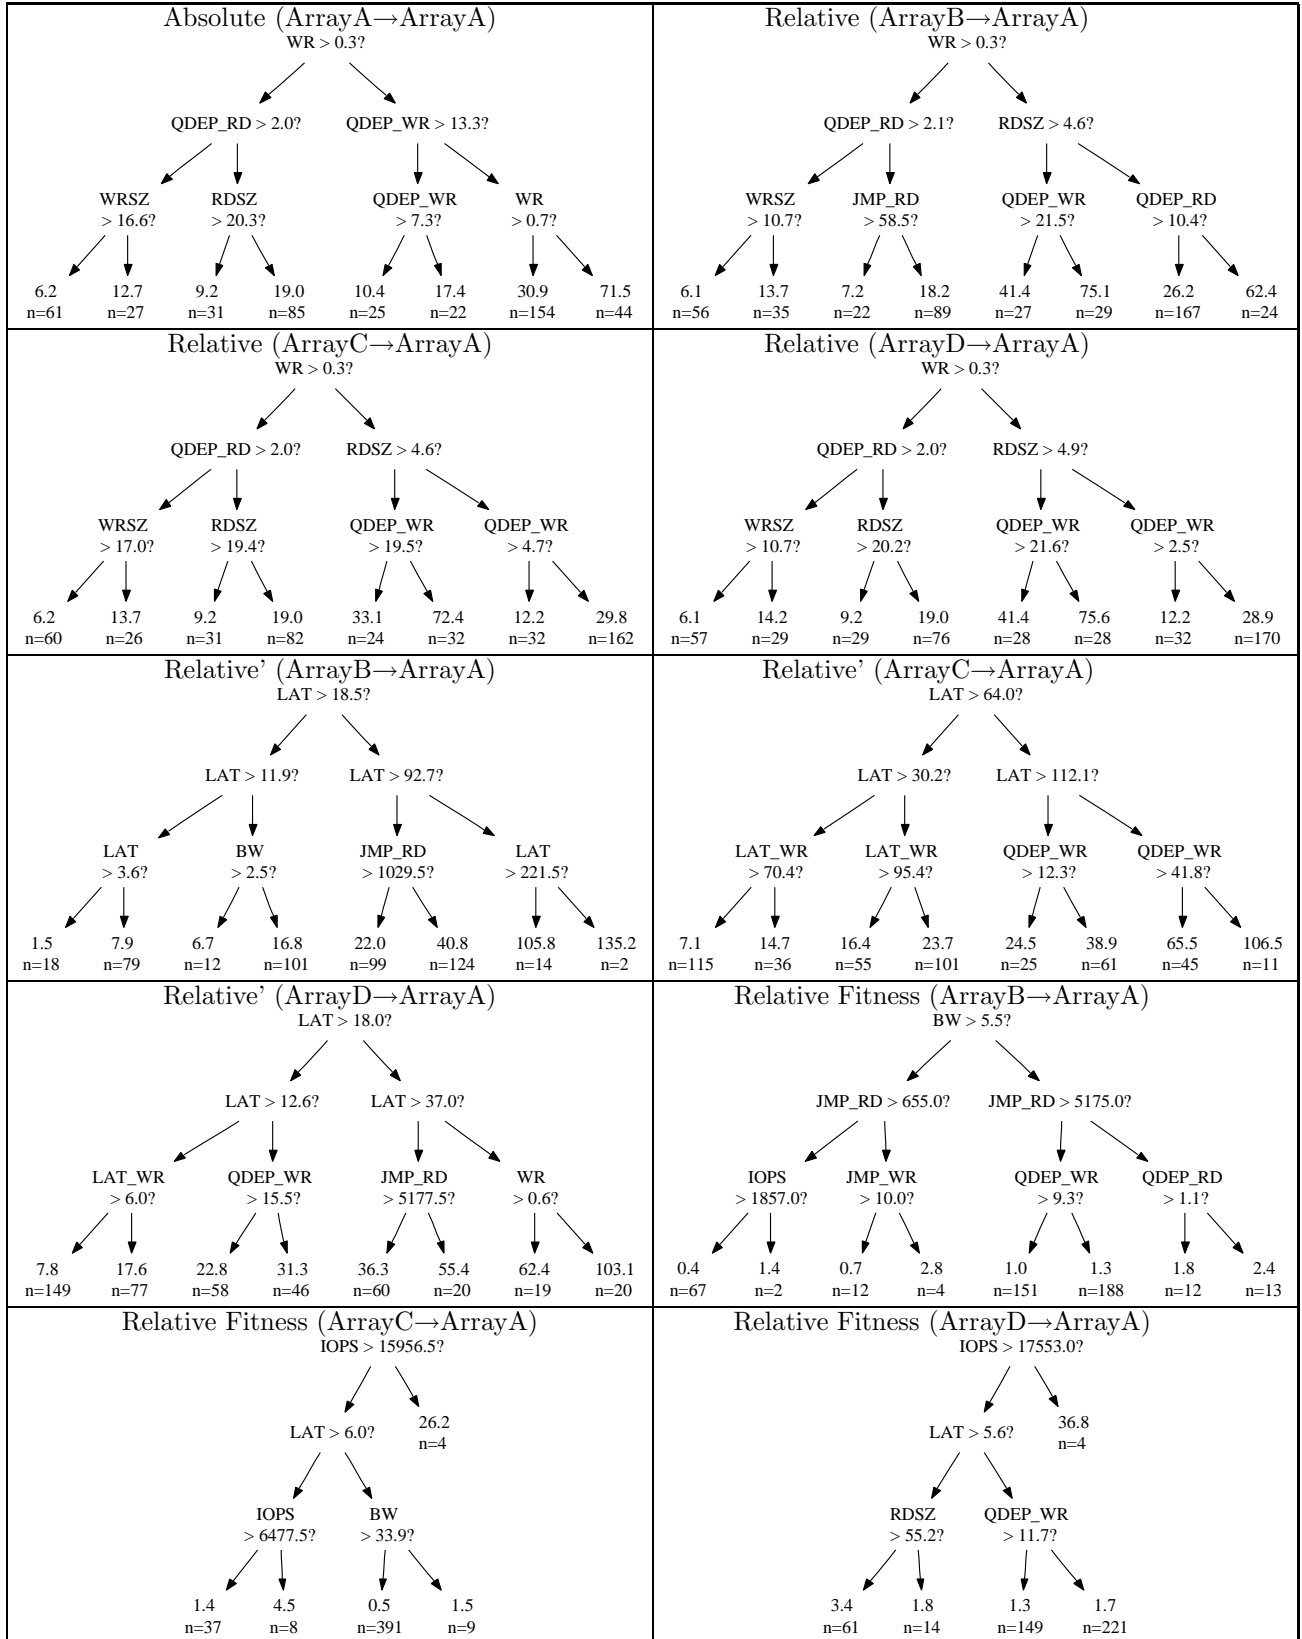 Absolute (ArrayA→ArrayA)
WR > 0.3?
QDEP_RD > 2.0? QDEP_WR > 13.3?
WRSZ RDSZ QDEP_WR WR
> 16.6? > 20.3? > 7.3? > 0.7?
6.2 12.7 9.2 19.0 10.4 17.4 30.9 71.5
n=61 n=27 n=31 n=85 n=25 n=22 n=154 n=44
Relative (ArrayB→ArrayA)
WR > 0.3?
QDEP_RD > 2.1? RDSZ > 4.6?
WRSZ JMP_RD QDEP_WR QDEP_RD
> 10.7? > 58.5? > 21.5? > 10.4?
6.1 13.7 7.2 18.2 41.4 75.1 26.2 62.4
n=56 n=35 n=22 n=89 n=27 n=29 n=167 n=24
Relative (ArrayC→ArrayA)
WR > 0.3?
QDEP_RD > 2.0? RDSZ > 4.6?
WRSZ RDSZ QDEP_WR QDEP_WR
> 17.0? > 19.4? > 19.5? > 4.7?
6.2 13.7 9.2 19.0 33.1 72.4 12.2 29.8
n=60 n=26 n=31 n=82 n=24 n=32 n=32 n=162
Relative (ArrayD→ArrayA)
WR > 0.3?
QDEP_RD > 2.0? RDSZ > 4.9?
WRSZ RDSZ QDEP_WR QDEP_WR
> 10.7? > 20.2? > 21.6? > 2.5?
6.1 14.2 9.2 19.0 41.4 75.6 12.2 28.9
n=57 n=29 n=29 n=76 n=28 n=28 n=32 n=170
Relative’ (ArrayB→ArrayA)
LAT > 18.5?
LAT > 11.9? LAT > 92.7?
LAT BW JMP_RD LAT
> 3.6? > 2.5? > 1029.5? > 221.5?
1.5 7.9 6.7 16.8 22.0 40.8 105.8 135.2
n=18 n=79 n=12 n=101 n=99 n=124 n=14 n=2
Relative’ (ArrayC→ArrayA)
LAT > 64.0?
LAT > 30.2? LAT > 112.1?
LAT_WR LAT_WR QDEP_WR QDEP_WR
> 70.4? > 95.4? > 12.3? > 41.8?
7.1 14.7 16.4 23.7 24.5 38.9 65.5 106.5
n=115 n=36 n=55 n=101 n=25 n=61 n=45 n=11
Relative’ (ArrayD→ArrayA)
LAT > 18.0?
LAT > 12.6? LAT > 37.0?
LAT_WR QDEP_WR JMP_RD WR
> 6.0? > 15.5? > 5177.5? > 0.6?
7.8 17.6 22.8 31.3 36.3 55.4 62.4 103.1
n=149 n=77 n=58 n=46 n=60 n=20 n=19 n=20
Relative Fitness (ArrayB→ArrayA)
BW > 5.5?
JMP_RD > 655.0? JMP_RD > 5175.0?
IOPS JMP_WR QDEP_WR QDEP_RD
> 1857.0? > 10.0? > 9.3? > 1.1?
0.4 1.4 0.7 2.8 1.0 1.3 1.8 2.4
n=67 n=2 n=12 n=4 n=151 n=188 n=12 n=13
Relative Fitness (ArrayC→ArrayA)
IOPS > 15956.5?
LAT > 6.0? 26.2
n=4
IOPS BW
> 6477.5? > 33.9?
1.4 4.5 0.5 1.5
n=37 n=8 n=391 n=9
Relative Fitness (ArrayD→ArrayA)
IOPS > 17553.0?
LAT > 5.6? 36.8
n=4
RDSZ QDEP_WR
> 55.2? > 11.7?
3.4 1.8 1.3 1.7
n=61 n=14 n=149 n=221